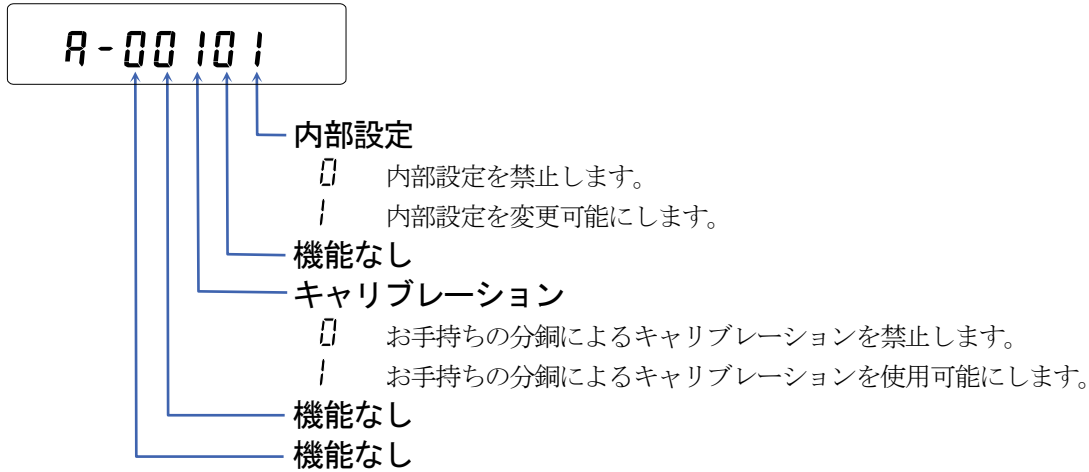 A-00101
内部設定
0 内部設定を禁止します。
1 内部設定を変更可能にします。
機能なし
キャリブレーション
0 お手持ちの分銅によるキャリブレーションを禁止します。
1 お手持ちの分銅によるキャリブレーションを使用可能にします。
機能なし
機能なし